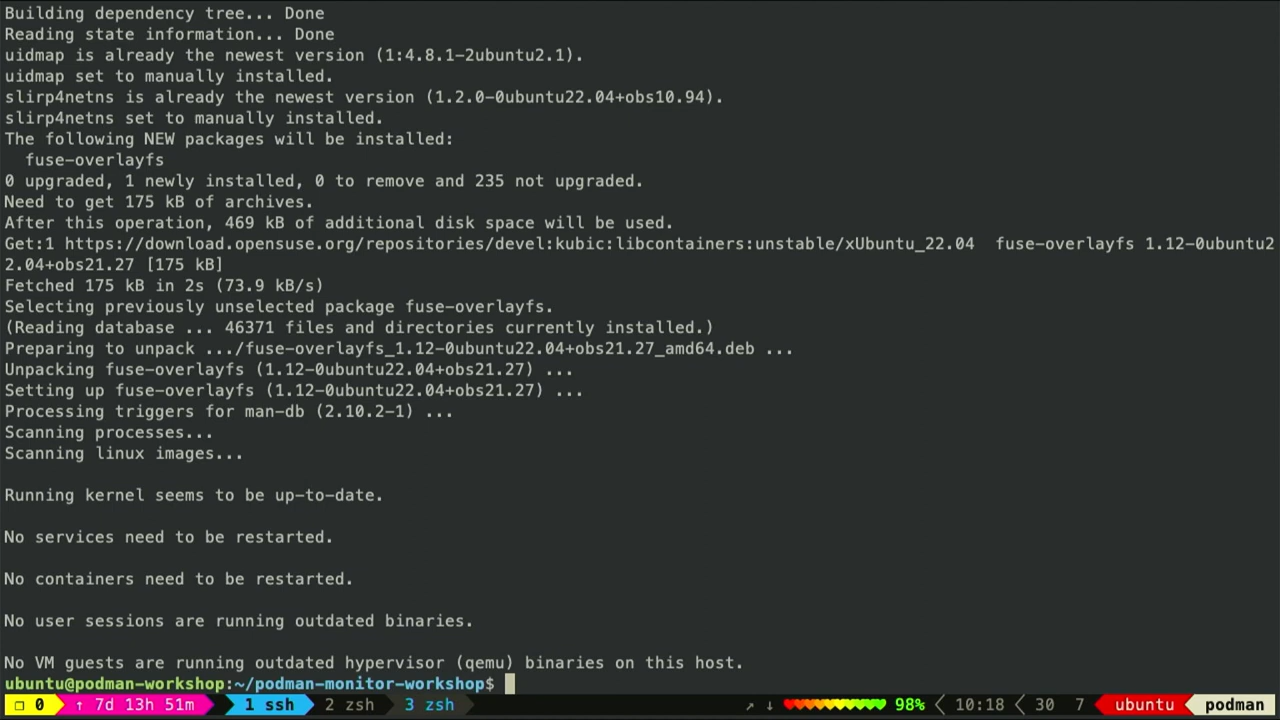 Building dependency tree... Done
Reading state information... Done
uidmap is already the newest version (1:4.8.1-2ubuntu2.1).
uidmap set to manually installed.
slirp4netns is already the newest version (1.2.0-0ubuntu22.04+obs10.94).
slirp4netns set to manually installed.
The following NEW packages will be installed:
  fuse-overlayfs
0 upgraded, 1 newly installed, 0 to remove and 235 not upgraded.
Need to get 175 kB of archives.
After this operation, 469 kB of additional disk space will be used.
Get:1 https://download.opensuse.org/repositories/devel:kubic:libcontainers:unstable/xUbuntu_22.04  fuse-overlayfs 1.12-0ubuntu2
2.04+obs21.27 [175 kB]
Fetched 175 kB in 2s (73.9 kB/s)
Selecting previously unselected package fuse-overlayfs.
(Reading database ... 46371 files and directories currently installed.)
Preparing to unpack .../fuse-overlayfs_1.12-0ubuntu22.04+obs21.27_amd64.deb ...
Unpacking fuse-overlayfs (1.12-0ubuntu22.04+obs21.27) ...
Setting up fuse-overlayfs (1.12-0ubuntu22.04+obs21.27) ...
Processing triggers for man-db (2.10.2-1) ...
Scanning processes...
Scanning linux images...
Running kernel seems to be up-to-date.
No services need to be restarted.
No containers need to be restarted.
No user sessions are running outdated binaries.
No VM guests are running outdated hypervisor (qemu) binaries on this host.
ubuntu@podman-workshop:~/podman-monitor-workshop$
❐ 0 ↑ 7d 13h 51m 1 ssh 2 zsh 3 zsh ↗ ↓ ♥♥♥♥♥♥♥♥♥♥ 98% 10:18 30 7 ubuntu podman